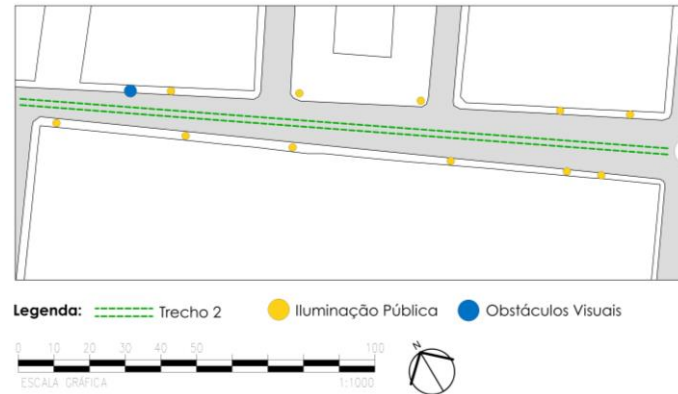 Legenda: Trecho 2 Iluminação Pública Obstáculos Visuais
0 10 20 30 40 50 100
ESCALA GRÁFICA 1:1000
N